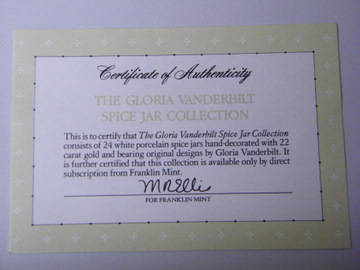 Certificate of Authenticity
THE GLORIA VANDERBILT
SPICE JAR COLLECTION
This is to certify that The Gloria Vanderbilt Spice Jar Collection
consists of 24 white porcelain spice jars hand-decorated with 22
carat gold and bearing original designs by Gloria Vanderbilt. It
is further certified that this collection is available only by direct
subscription from Franklin Mint.
FOR FRANKLIN MINT